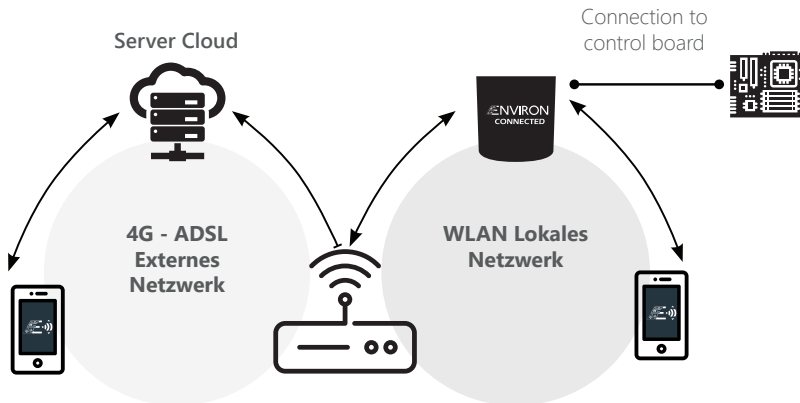 Connection to
control board
Server Cloud
ENVIRON
CONNECTED
4G - ADSL
Externes
Netzwerk
WLAN Lokales
Netzwerk